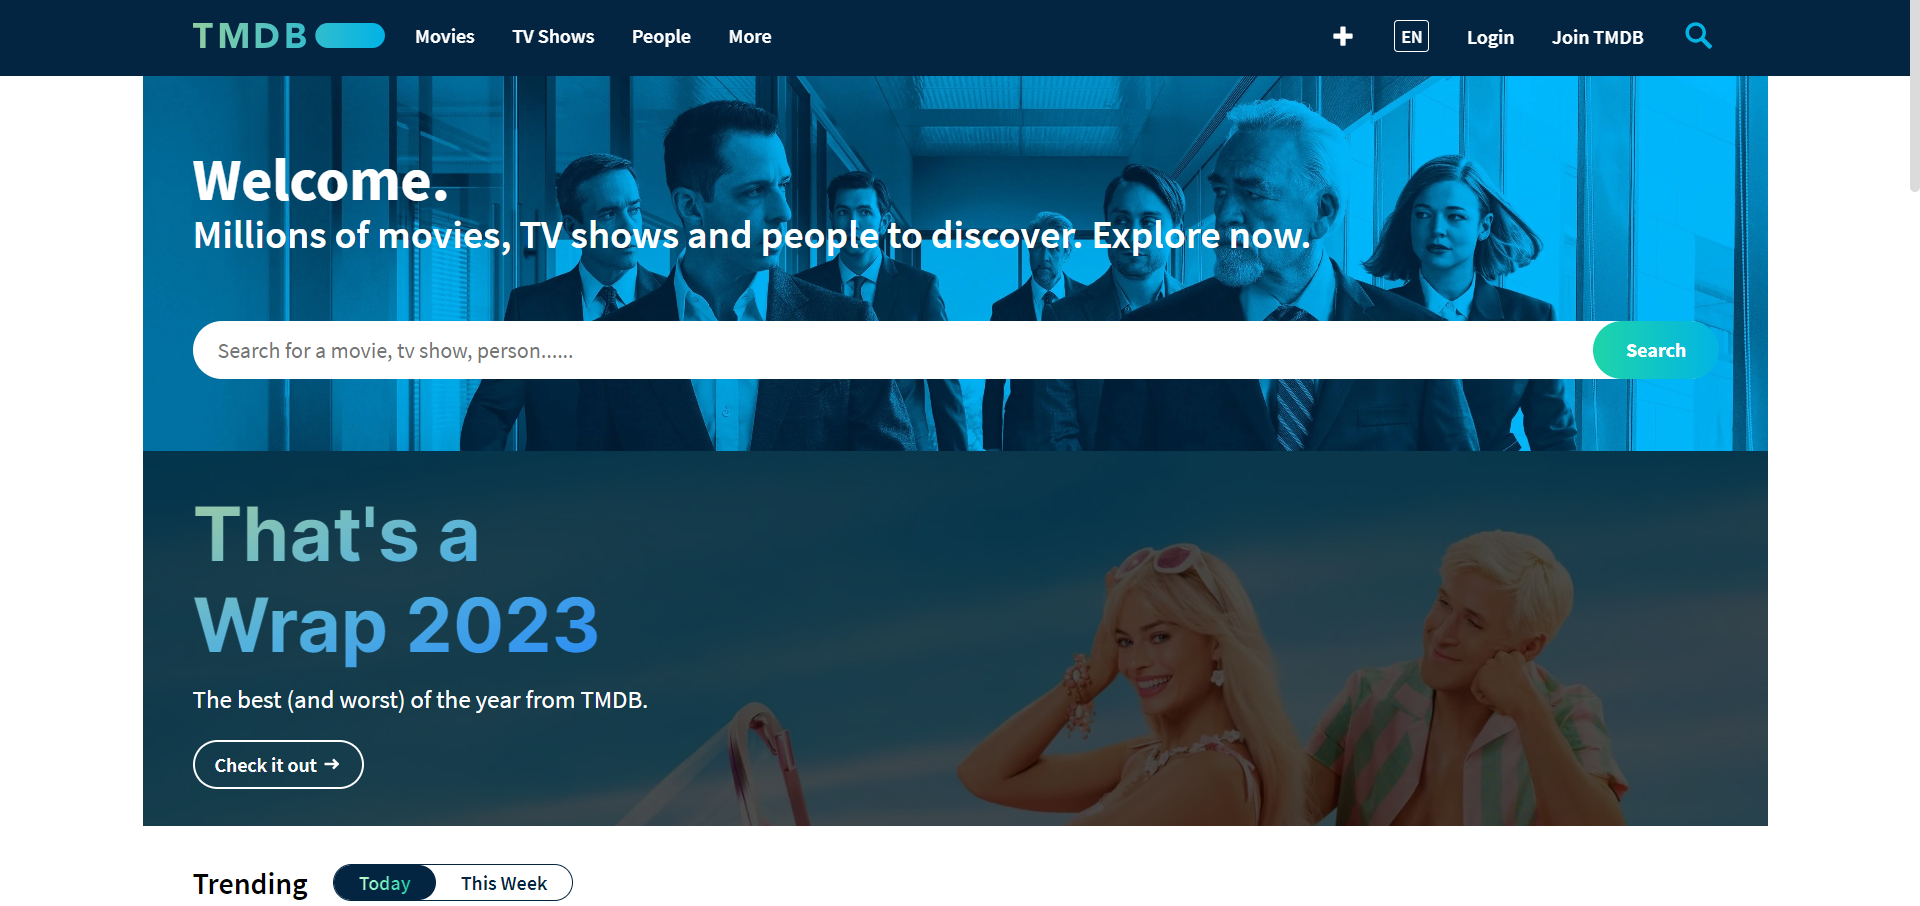 TMDB Movies TV Shows People More EN Login Join TMDB
Welcome.
Millions of movies, TV shows and people to discover. Explore now.
Search for a movie, tv show, person...... Search
That's a
Wrap 2023
The best (and worst) of the year from TMDB.
Check it out →
Trending Today This Week